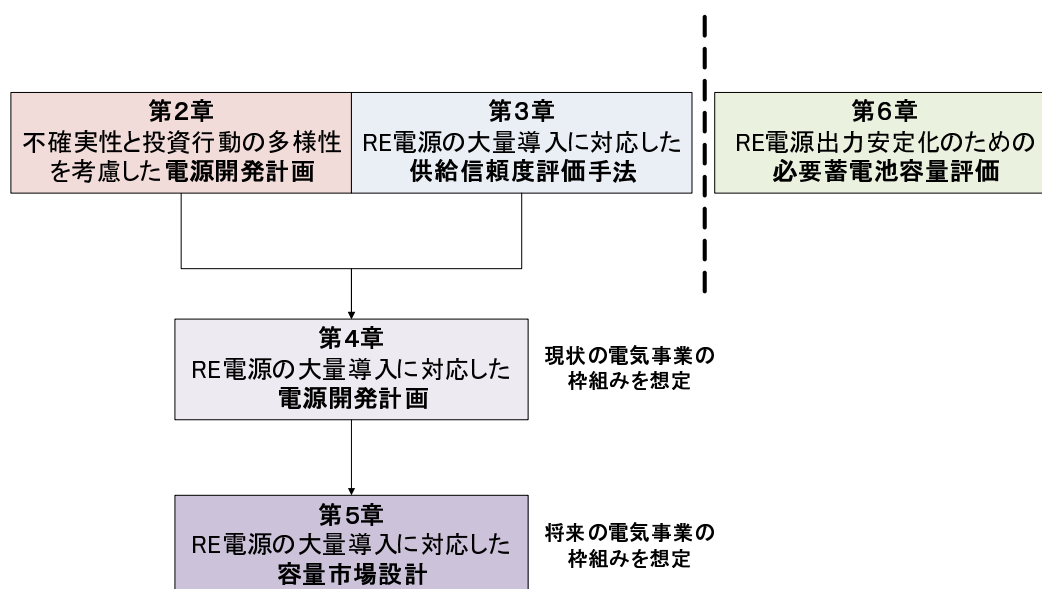 第2章
不確実性と投資行動の多様性
を考慮した電源開発計画
第3章
RE電源の大量導入に対応した
供給信頼度評価手法
第6章
RE電源出力安定化のための
必要蓄電池容量評価
第4章
RE電源の大量導入に対応した
電源開発計画
現状の電気事業の
枠組みを想定
第5章
RE電源の大量導入に対応した
容量市場設計
将来の電気事業の
枠組みを想定